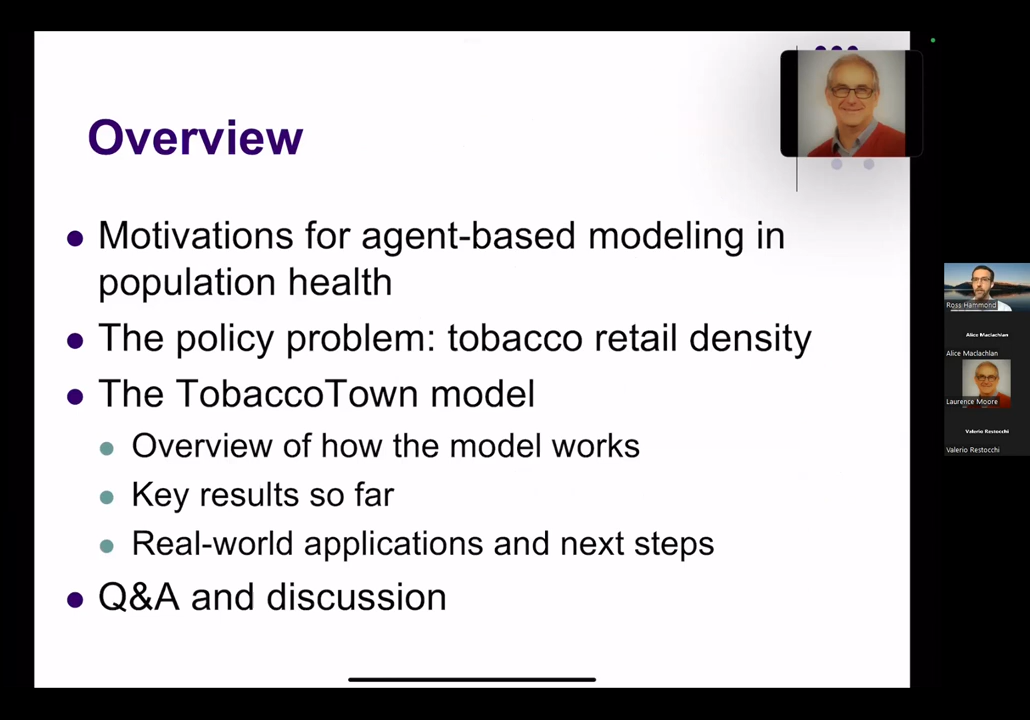 Overview
Motivations for agent-based modeling in
population health
The policy problem: tobacco retail density
The TobaccoTown model
Overview of how the model works
Key results so far
Real-world applications and next steps
Q&A and discussion
Ross Hammond
Alice Maclachlan
Alice Maclachlan
Laurence Moore
Valerio Restocchi
Valerio Restocchi